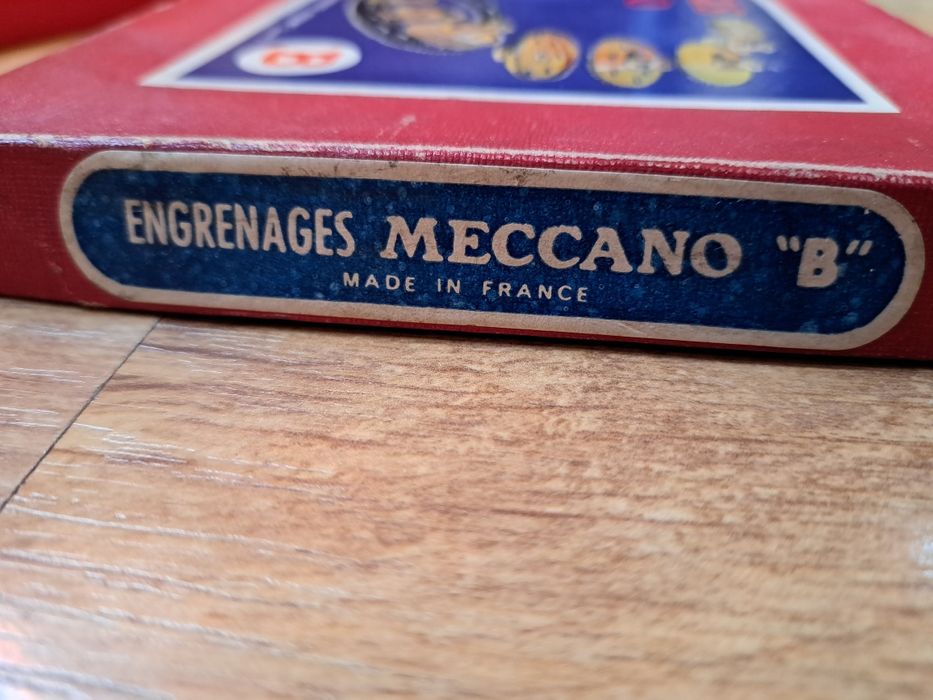 ENGRENAGES MECCANO "B"
MADE IN FRANCE
B